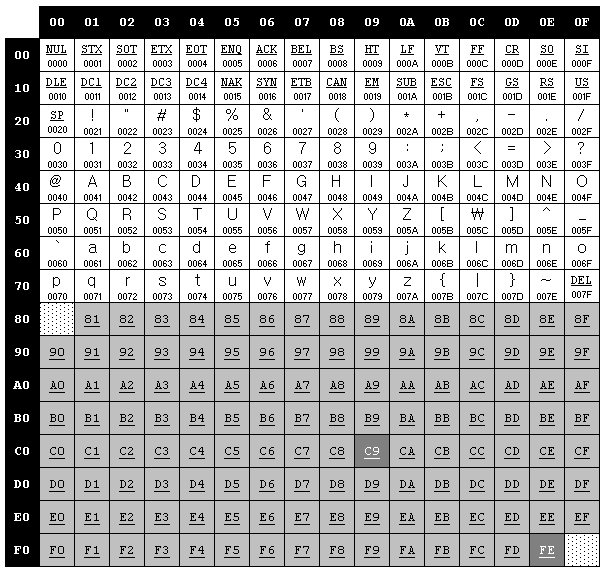 00 01 02 03 04 05 06 07 08 09 0A 0B 0C 0D 0E 0F
00 NUL STX SOT ETX EOT ENQ ACK BEL BS HT LF VT FF CR SO SI
0000 0001 0002 0003 0004 0005 0006 0007 0008 0009 000A 000B 000C 000D 000E 000F
10 DLE DC1 DC2 DC3 DC4 NAK SYN ETB CAN EM SUB ESC FS GS RS US
0010 0011 0012 0013 0014 0015 0016 0017 0018 0019 001A 001B 001C 001D 001E 001F
20 SP ! " # $ % & ' ( ) * + , - . /
0020 0021 0022 0023 0024 0025 0026 0027 0028 0029 002A 002B 002C 002D 002E 002F
30 0 1 2 3 4 5 6 7 8 9 : ; < = > ?
0030 0031 0032 0033 0034 0035 0036 0037 0038 0039 003A 003B 003C 003D 003E 003F
40 @ A B C D E F G H I J K L M N O
0040 0041 0042 0043 0044 0045 0046 0047 0048 0049 004A 004B 004C 004D 004E 004F
50 P Q R S T U V W X Y Z [ ₩ ] ^ _
0050 0051 0052 0053 0054 0055 0056 0057 0058 0059 005A 005B 005C 005D 005E 005F
60 ` a b c d e f g h i j k l m n o
0060 0061 0062 0063 0064 0065 0066 0067 0068 0069 006A 006B 006C 006D 006E 006F
70 p q r s t u v w x y z { | } ~ DEL
0070 0071 0072 0073 0074 0075 0076 0077 0078 0079 007A 007B 007C 007D 007E 007F
80 81 82 83 84 85 86 87 88 89 8A 8B 8C 8D 8E 8F
90 90 91 92 93 94 95 96 97 98 99 9A 9B 9C 9D 9E 9F
A0 A0 A1 A2 A3 A4 A5 A6 A7 A8 A9 AA AB AC AD AE AF
B0 B0 B1 B2 B3 B4 B5 B6 B7 B8 B9 BA BB BC BD BE BF
C0 C0 C1 C2 C3 C4 C5 C6 C7 C8 C9 CA CB CC CD CE CF
D0 D0 D1 D2 D3 D4 D5 D6 D7 D8 D9 DA DB DC DD DE DF
E0 E0 E1 E2 E3 E4 E5 E6 E7 E8 E9 EA EB EC ED EE EF
F0 F0 F1 F2 F3 F4 F5 F6 F7 F8 F9 FA FB FC FD FE